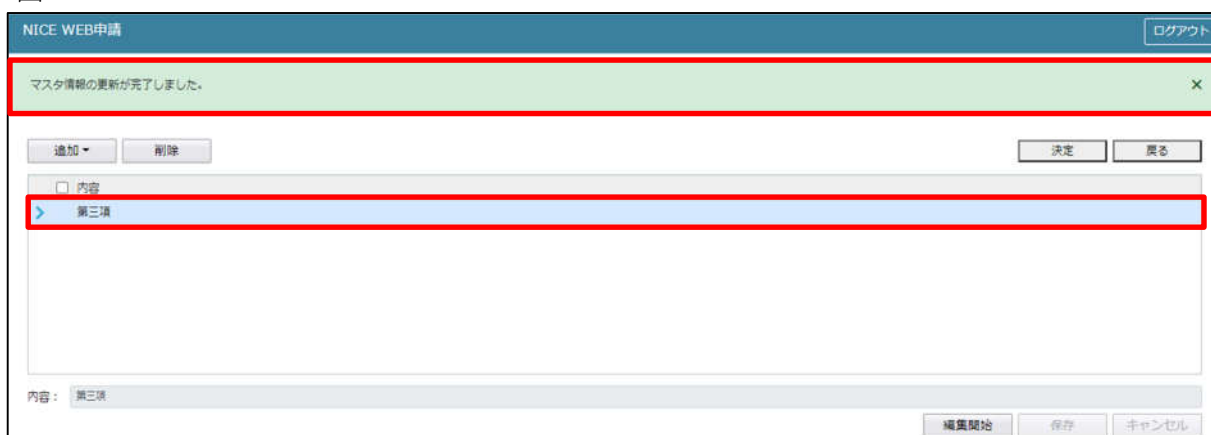 NICE WEB申請 ログアウト
マスタ情報の更新が完了しました。 ×
追加 削除 決定 戻る
内容
第三項
内容： 第三項
編集開始 保存 キャンセル